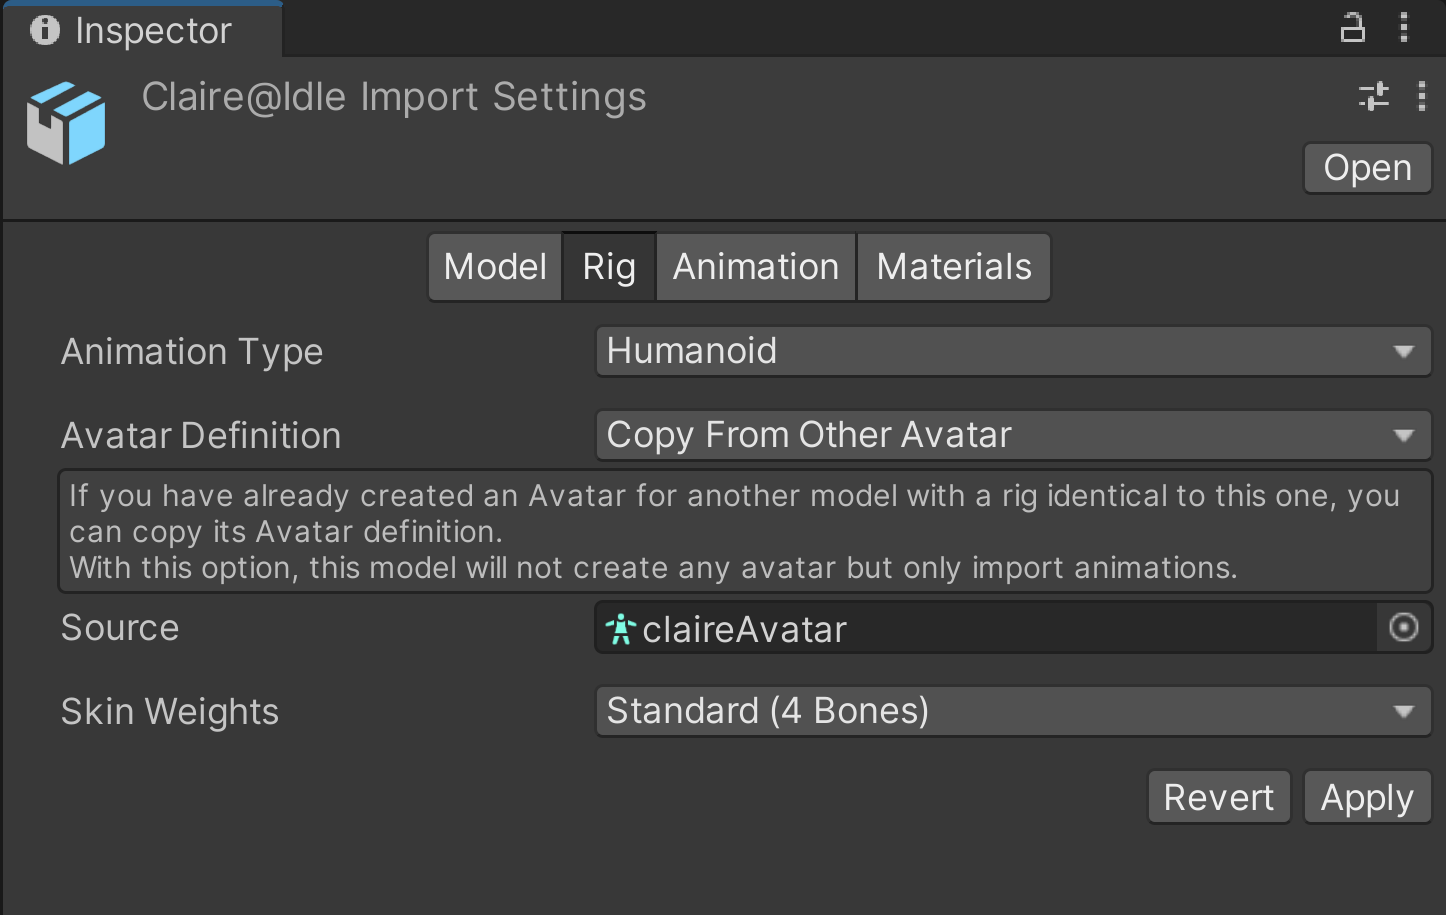 Inspector
Claire@Idle Import Settings
Open
Model Rig Animation Materials
Animation Type Humanoid
Avatar Definition Copy From Other Avatar
If you have already created an Avatar for another model with a rig identical to this one, you
can copy its Avatar definition.
With this option, this model will not create any avatar but only import animations.
Source claireAvatar
Skin Weights Standard (4 Bones)
Revert Apply